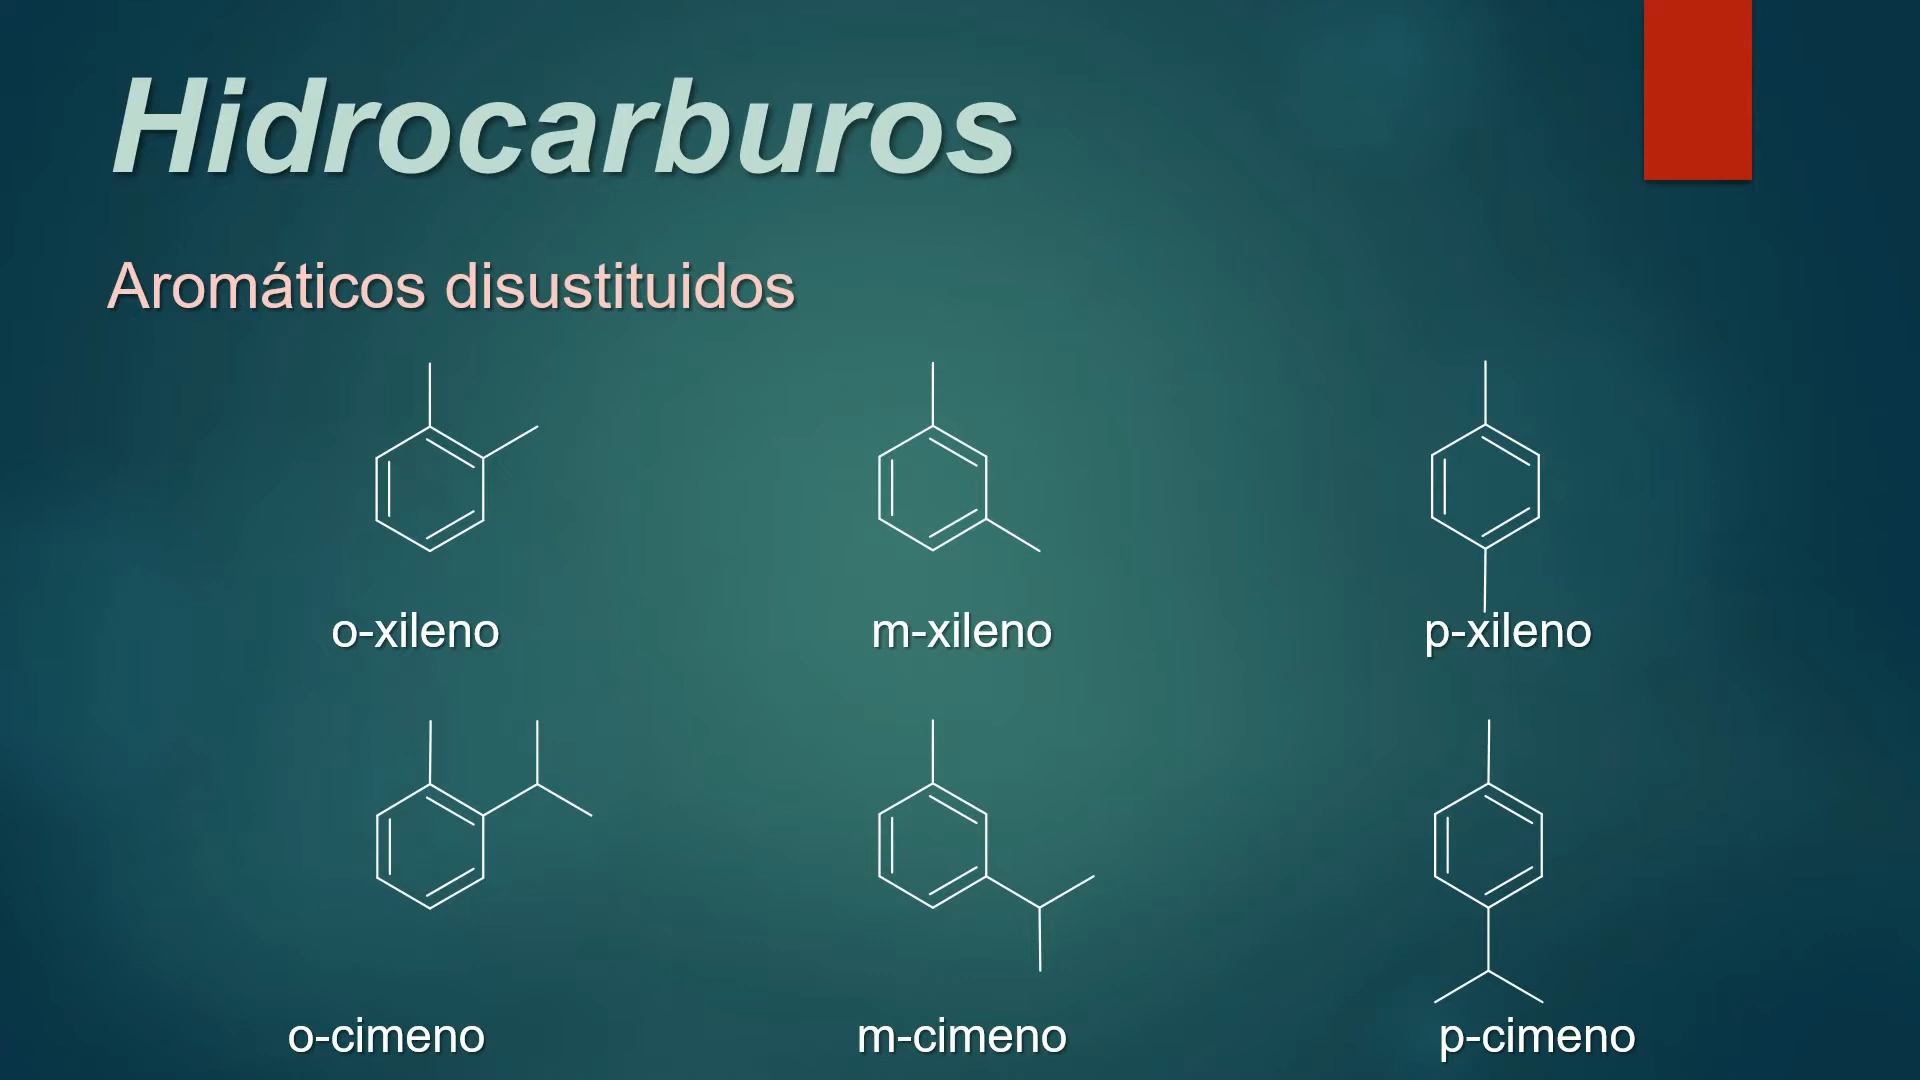 Hidrocarburos
Aromáticos disustituidos
o-xileno
m-xileno
p-xileno
o-cimeno
m-cimeno
p-cimeno